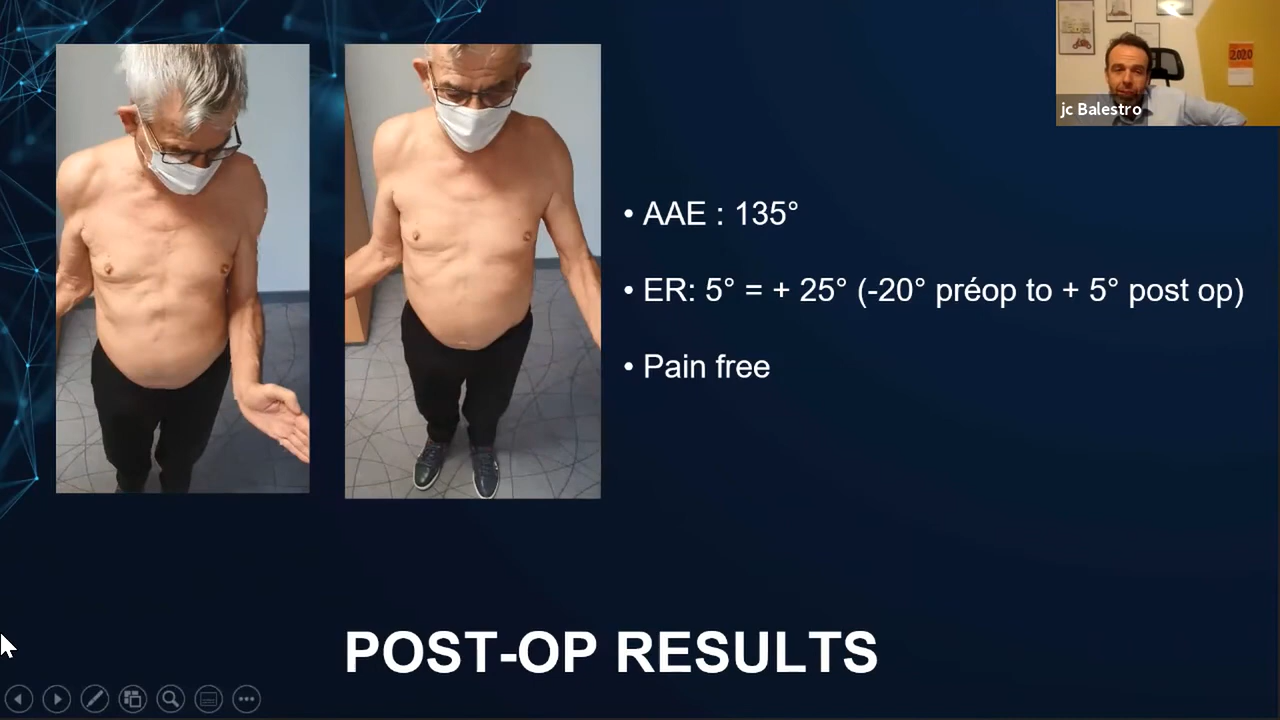 jc Balestro
2020
• AAE : 135°
• ER: 5° = + 25° (-20° préop to + 5° post op)
• Pain free
POST-OP RESULTS